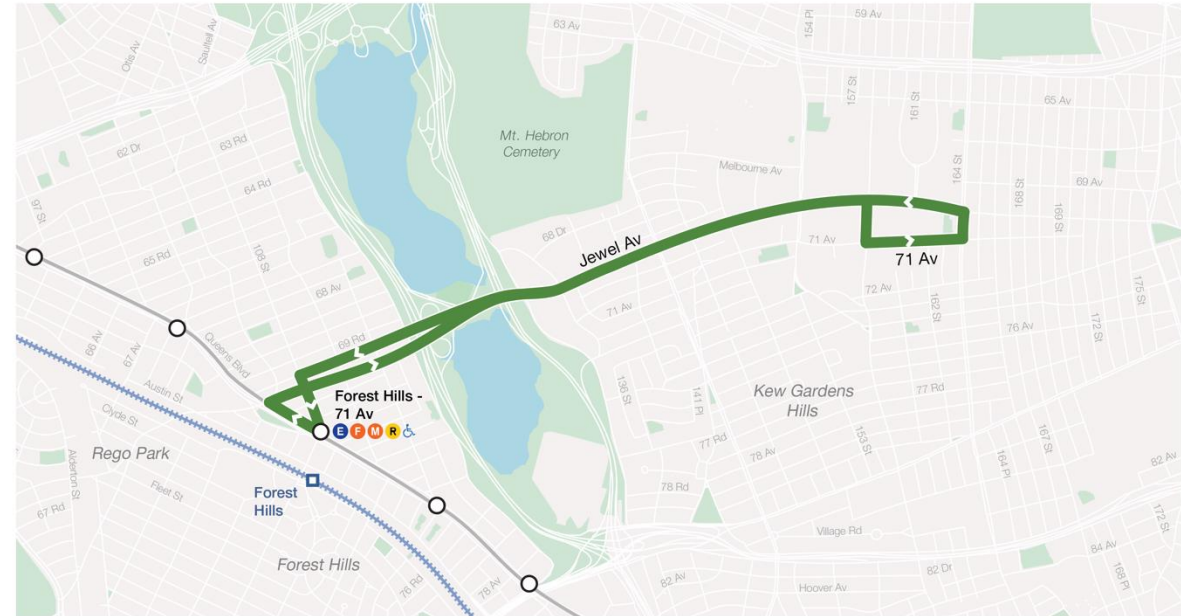 Otis Av
Saultell Av
63 Av
154 Pl
59 Av
62 Dr
63 Rd
64 Rd
Mt. Hebron
Cemetery
157 St
161 St
65 Av
164 St
Melbourne Av
168 St
69 Av
169 St
97 St
65 Rd
108 St
68 Av
68 Dr
Jewel Av
71 Av
71 Av
72 Av
162 St
175 St
172 St
76 Av
66 Av
67 Av
Queens Blvd
69 Rd
71 Av
Austin St
Clyde St
Forest Hills -
71 Av
E F M R
136 St
141 Pl
Kew Gardens
Hills
77 Rd
77 Rd
78 Av
153 St
164 Pl
167 St
82 Av
Rego Park
Alderton St
Fleet St
67 Rd
Forest
Hills
Forest Hills
76 Rd
78 Av
78 Rd
Village Rd
172 St
84 Av
168 Pl
82 Av
82 Dr
Hoover Av